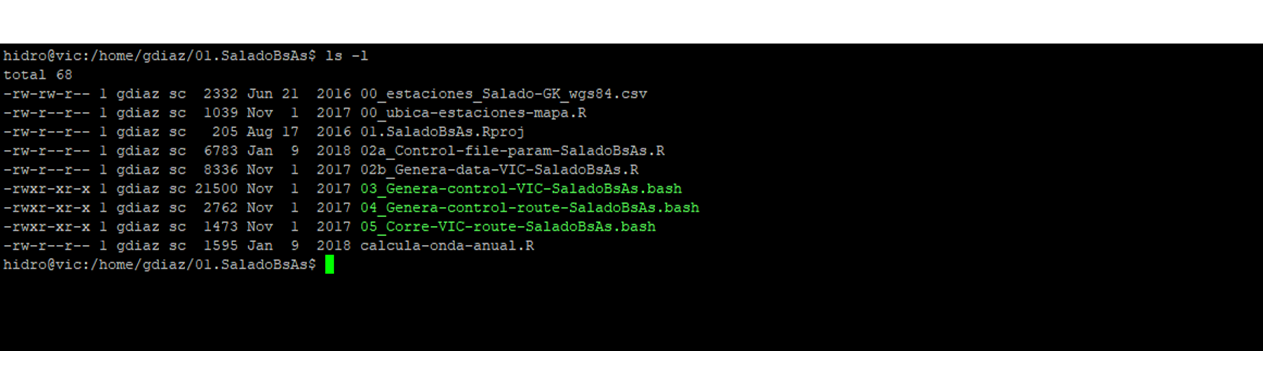 hidro@vic:/home/gdiaz/01.SaladoBsAs$ ls -l
total 68
-rw-rw-r-- 1 gdiaz sc  2332 Jun 21  2016 00_estaciones_Salado-GK_wgs84.csv
-rw-r--r-- 1 gdiaz sc  1039 Nov  1  2017 00_ubica-estaciones-mapa.R
-rw-r--r-- 1 gdiaz sc   205 Aug 17  2016 01.SaladoBsAs.Rproj
-rw-r--r-- 1 gdiaz sc  6783 Jan  9  2018 02a_Control-file-param-SaladoBsAs.R
-rw-r--r-- 1 gdiaz sc  8336 Nov  1  2017 02b_Genera-data-VIC-SaladoBsAs.R
-rwxr-xr-x 1 gdiaz sc 21500 Nov  1  2017 03_Genera-control-VIC-SaladoBsAs.bash
-rwxr-xr-x 1 gdiaz sc  2762 Nov  1  2017 04_Genera-control-route-SaladoBsAs.bash
-rwxr-xr-x 1 gdiaz sc  1473 Nov  1  2017 05_Corre-VIC-route-SaladoBsAs.bash
-rw-r--r-- 1 gdiaz sc  1595 Jan  9  2018 calcula-onda-anual.R
hidro@vic:/home/gdiaz/01.SaladoBsAs$